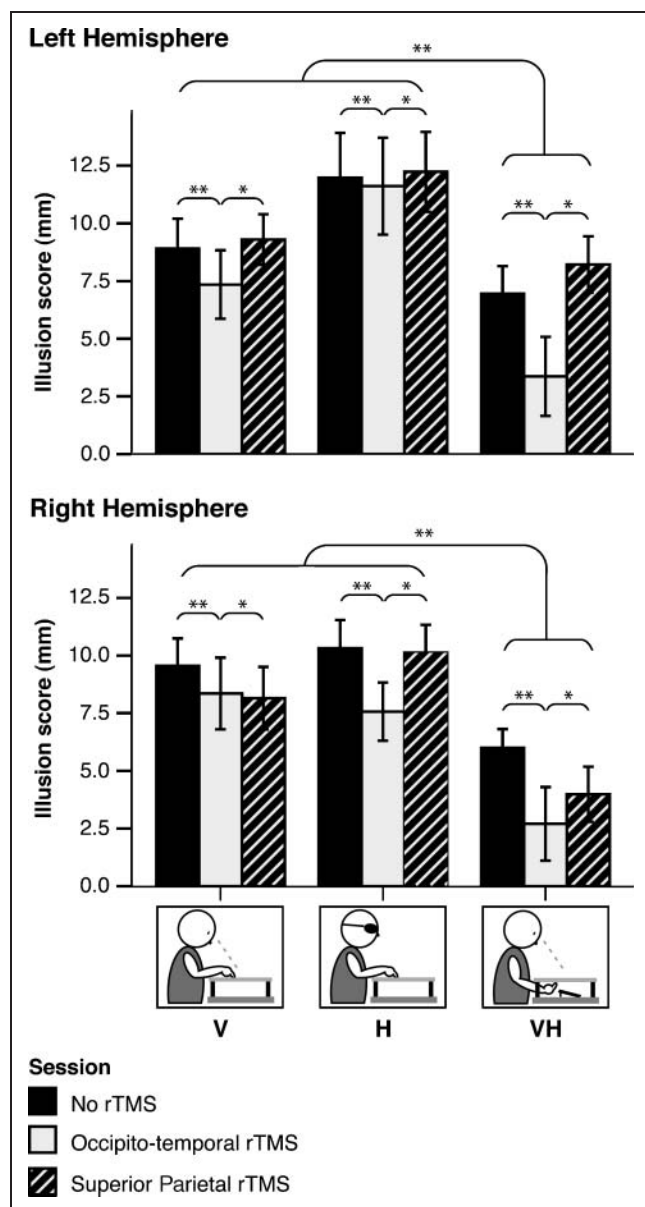 Left Hemisphere
**
** *
12.5
** *
** *
10.0
7.5
5.0
2.5
0.0
Illusion score (mm)
Right Hemisphere
**
12.5
** *
** *
10.0
** *
7.5
5.0
2.5
0.0
Illusion score (mm)
V H VH
Session
No rTMS
Occipito-temporal rTMS
Superior Parietal rTMS